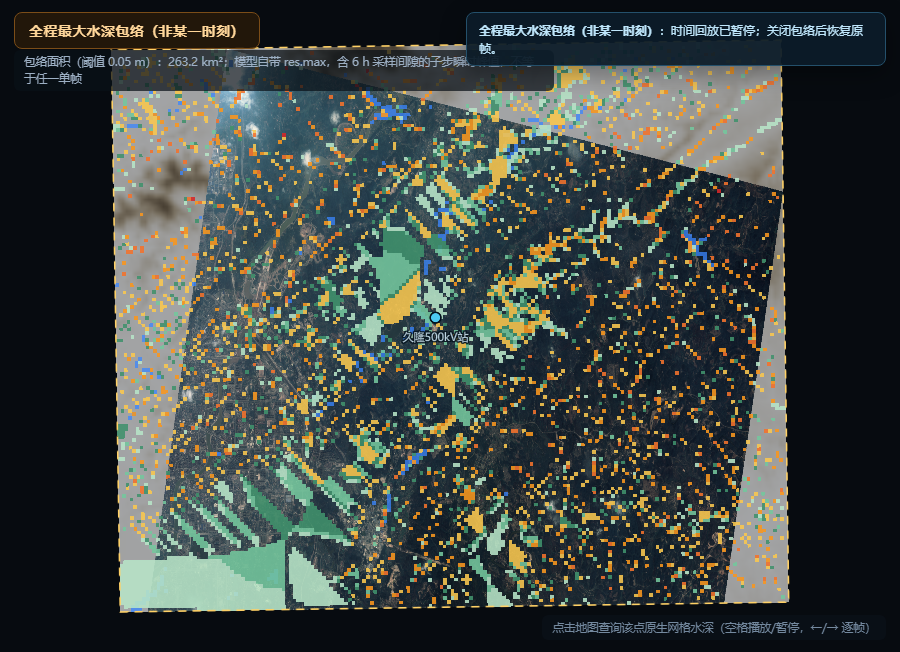 全程最大水深包络（非某一时刻）
全程最大水深包络（非某一时刻）：时间回放已暂停；关闭包络后恢复原
帧。
包络面积（阈值 0.05 m）：263.2 km²；模型自带 res.max，含 6 h 采样间隙的子步瞬
于任一单帧
久隆500kV站
点击地图查询该点原生网格水深（空格播放/暂停，←/→ 逐帧）